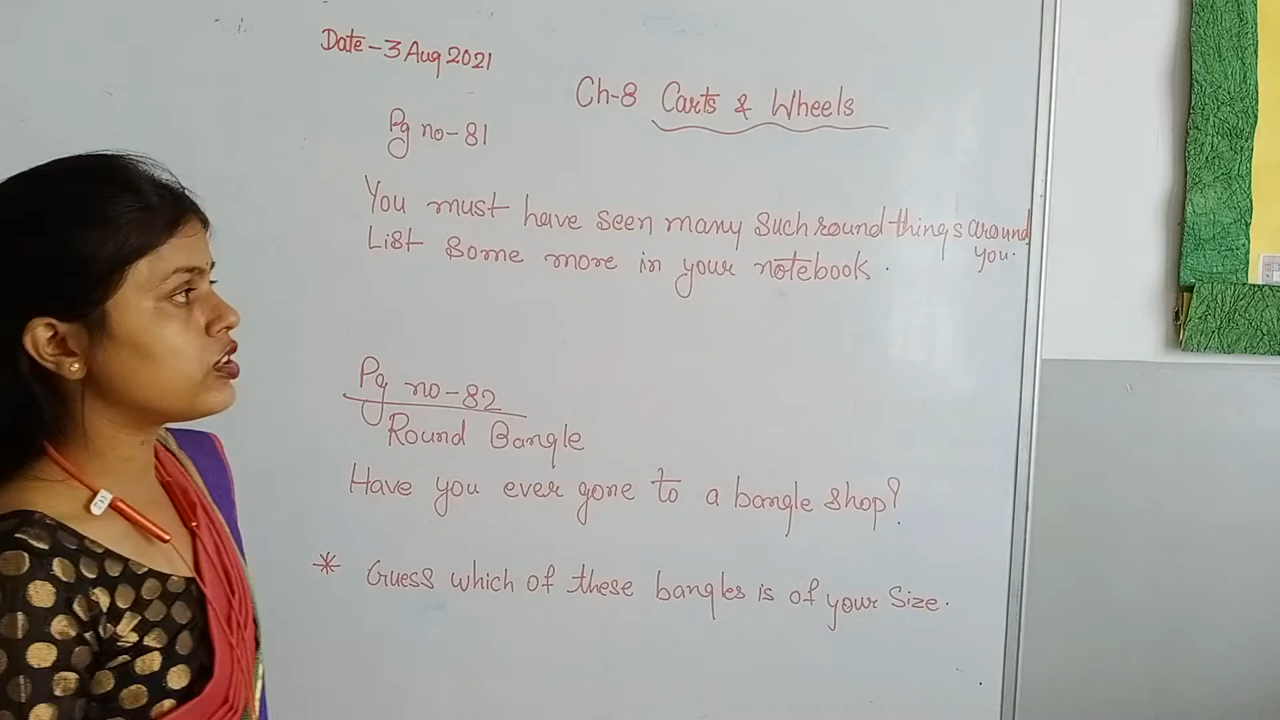 Date-3 Aug 2021
Ch-8 Carts & Wheels
Pg no-81
You must have seen many such round things around you.
List some more in your notebook.
Pg no-82
Round Bangle
Have you ever gone to a bangle shop?
* Guess which of these bangles is of your size.